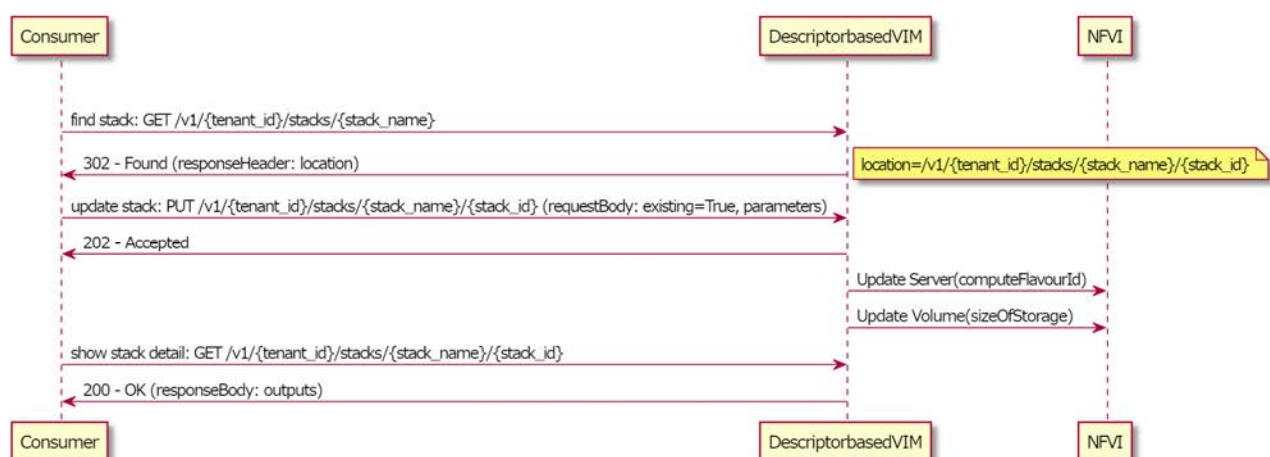 Consumer
DescriptorbasedVIM
NFVI
find stack: GET /v1/{tenant_id}/stacks/{stack_name}
302 - Found (responseHeader: location)
location=/v1/{tenant_id}/stacks/{stack_name}/{stack_id}
update stack: PUT /v1/{tenant_id}/stacks/{stack_name}/{stack_id} (requestBody: existing=True, parameters)
202 - Accepted
Update Server(computeFlavourId)
Update Volume(sizeOfStorage)
show stack detail: GET /v1/{tenant_id}/stacks/{stack_name}/{stack_id}
200 - OK (responseBody: outputs)
Consumer
DescriptorbasedVIM
NFVI